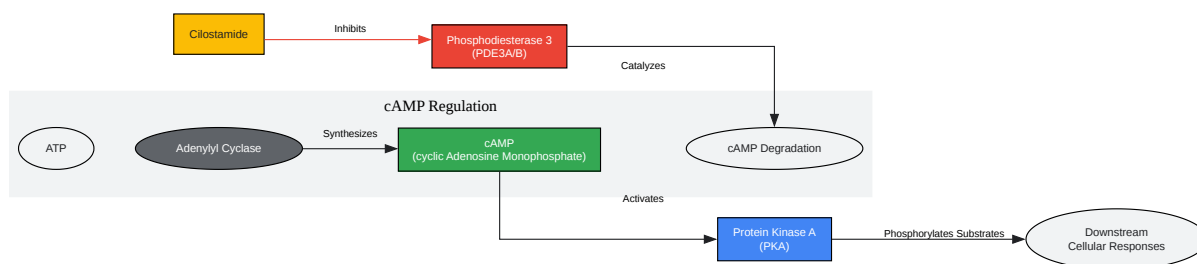 Cilostamide
Inhibits
Phosphodiesterase 3
(PDE3A/B)
Catalyzes
cAMP Regulation
ATP
Adenylyl Cyclase
Synthesizes
cAMP
(cyclic Adenosine Monophosphate)
cAMP Degradation
Activates
Protein Kinase A
(PKA)
Phosphorylates Substrates
Downstream
Cellular Responses